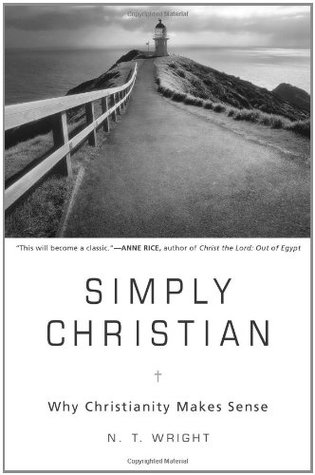 "This will become a classic."—ANNE RICE, author of Christ the Lord: Out of Egypt
SIMPLY
CHRISTIAN
Why Christianity Makes Sense
N. T. WRIGHT